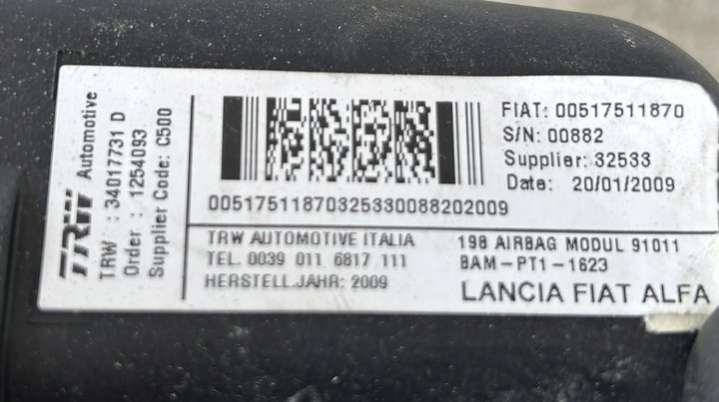 TRW Automotive
TRW : 34017731 D
Order : 1254093
Supplier Code: C500
FIAT: 00517511870
S/N: 00882
Supplier: 32533
Date: 20/01/2009
00517511870325330088202009
TRW AUTOMOTIVE ITALIA
TEL. 0039 011 6817 111
HERSTELL.JAHR: 2009
198 AIRBAG MODUL 91011
BAM-PT1-1623
LANCIA FIAT ALFA